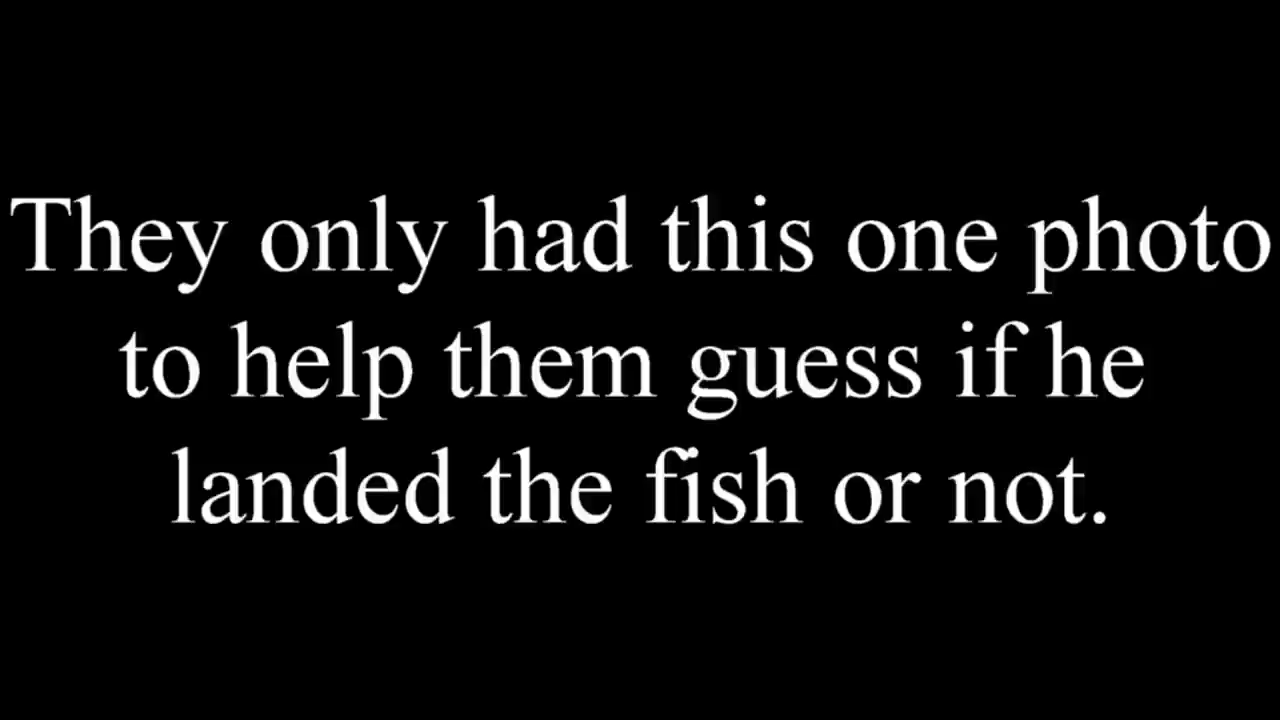 They only had this one photo
to help them guess if he
landed the fish or not.